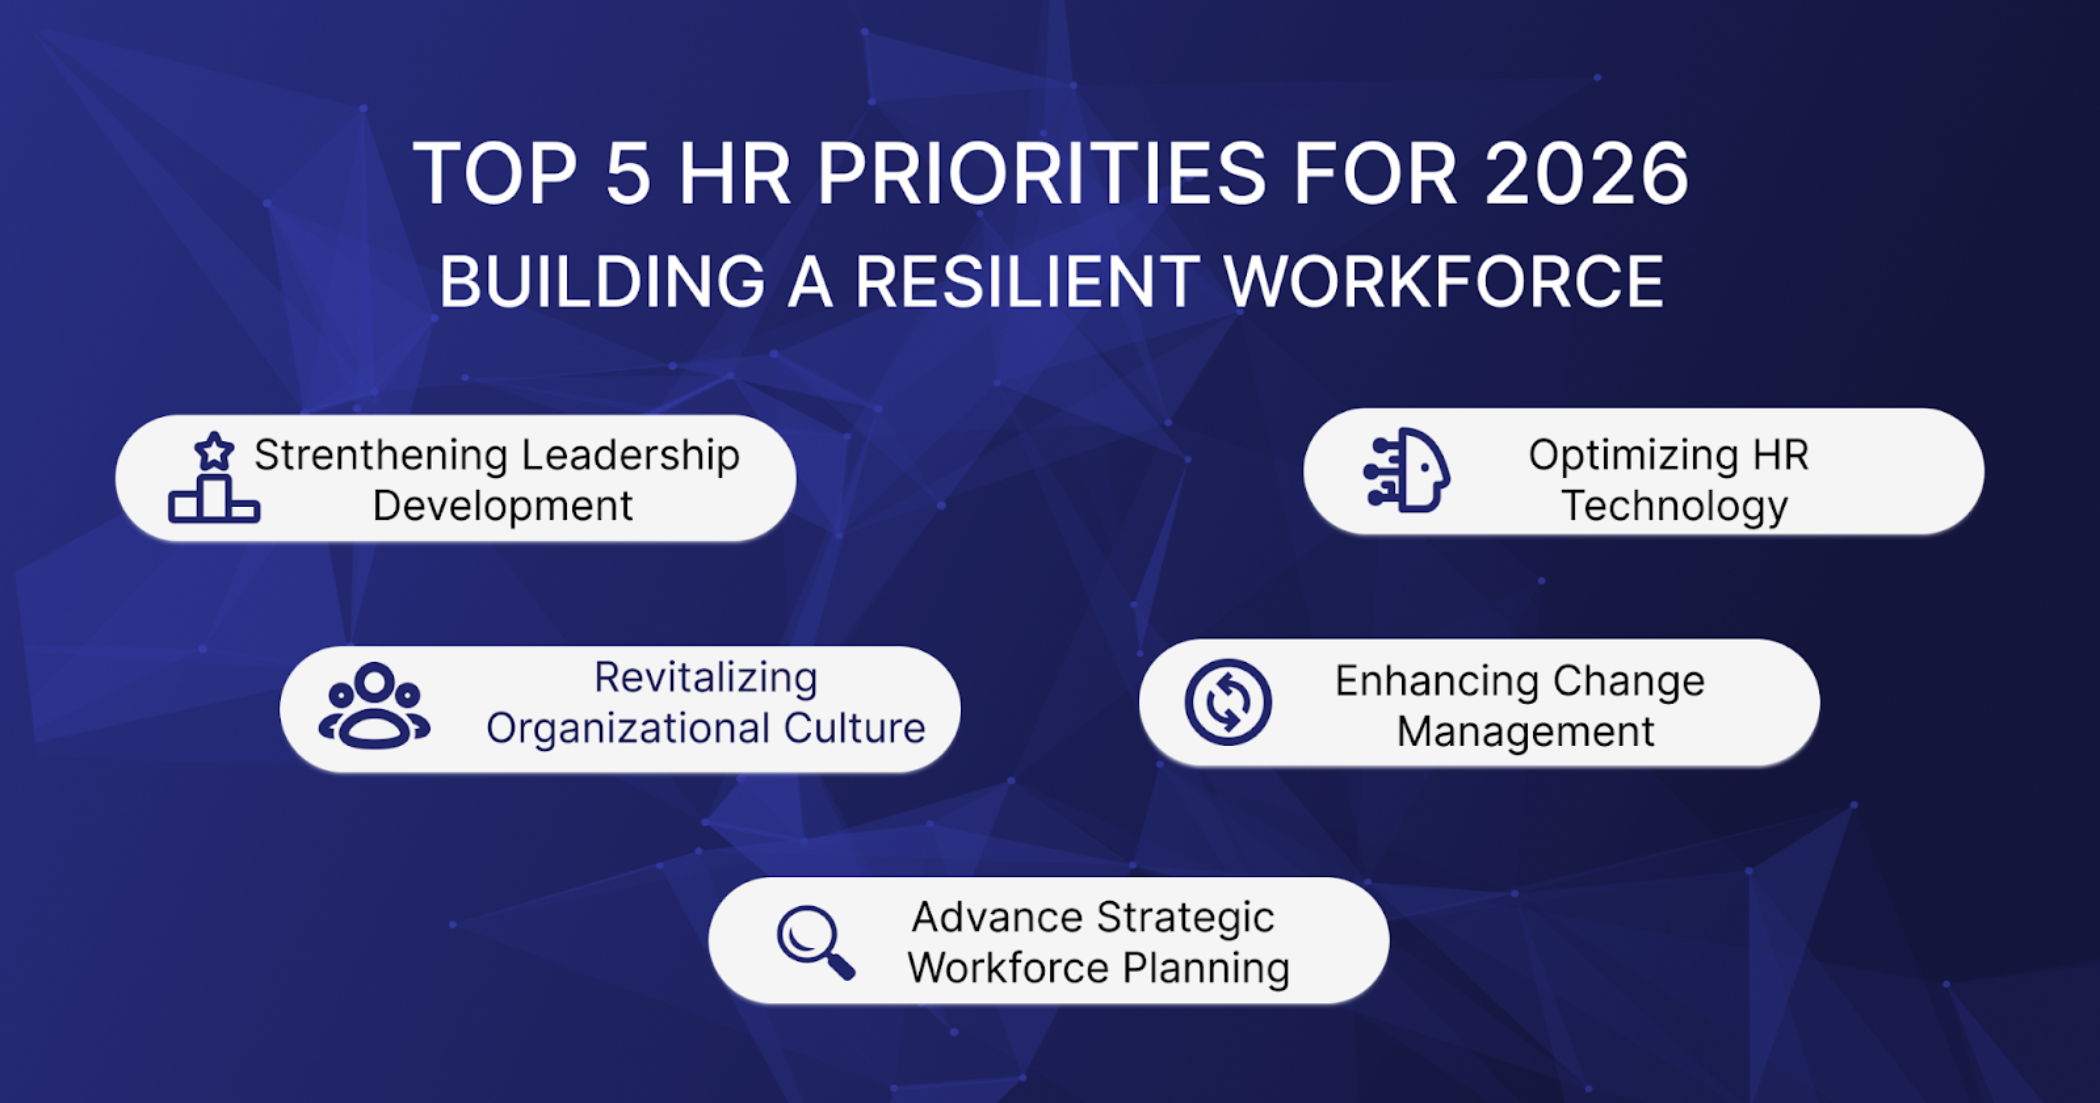 TOP 5 HR PRIORITIES FOR 2026
BUILDING A RESILIENT WORKFORCE
Strenthening Leadership
Development
Optimizing HR
Technology
Revitalizing
Organizational Culture
Enhancing Change
Management
Advance Strategic
Workforce Planning